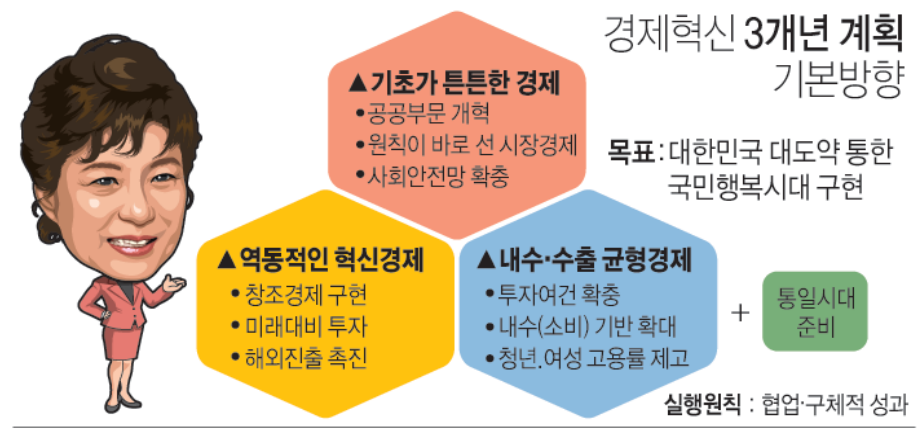 경제혁신 3개년 계획
기본방향
목표 : 대한민국 대도약 통한
국민행복시대 구현
▲기초가 튼튼한 경제
•공공부문 개혁
•원칙이 바로 선 시장경제
•사회안전망 확충
▲역동적인 혁신경제
•창조경제 구현
•미래대비 투자
•해외진출 촉진
▲내수·수출 균형경제
•투자여건 확충
•내수(소비) 기반 확대
•청년.여성 고용률 제고
+
통일시대
준비
실행원칙 : 협업·구체적 성과